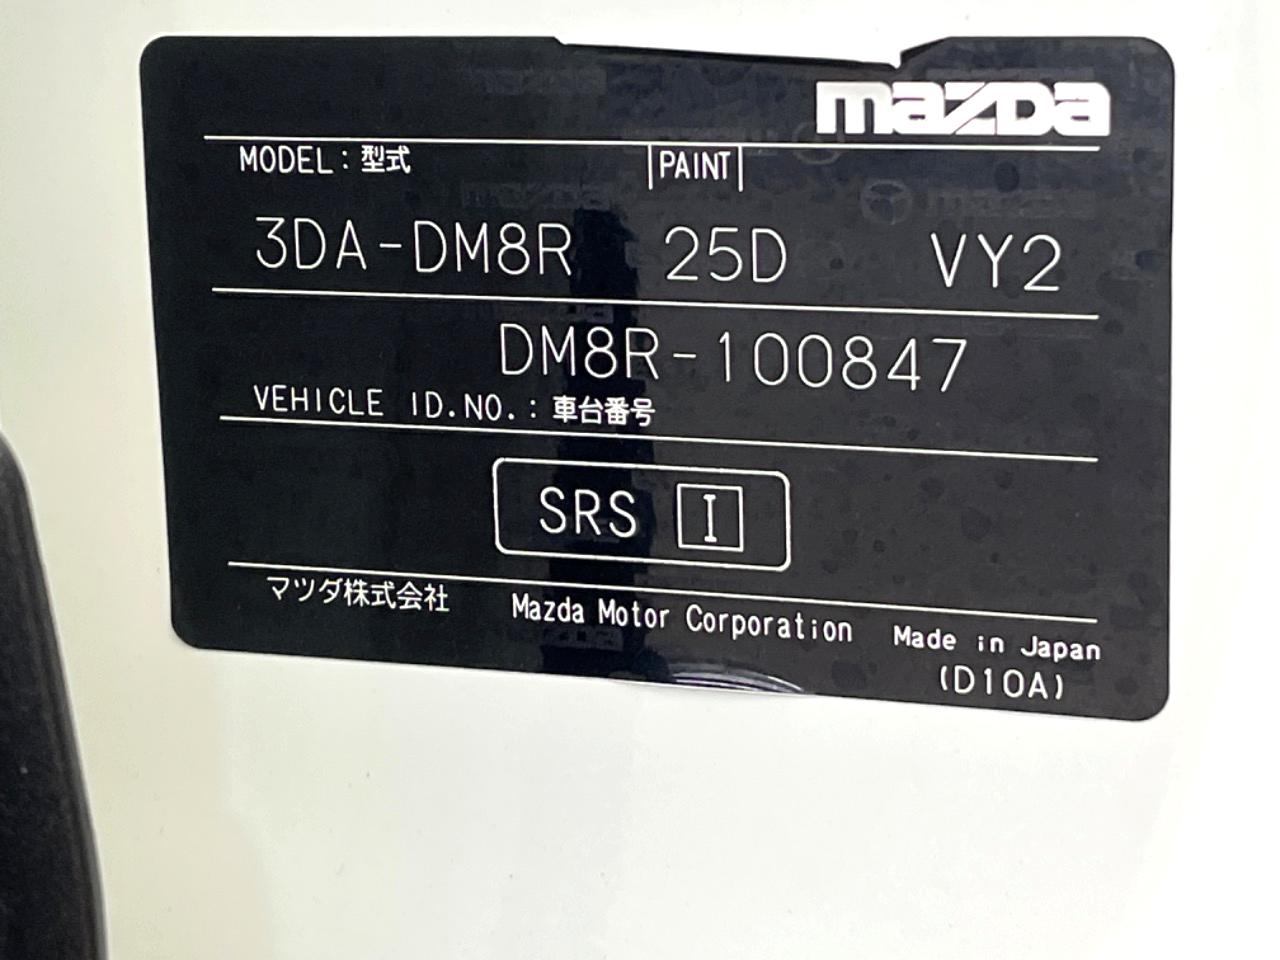 mazda
MODEL : 型式 PAINT
3DA-DM8R 25D VY2
DM8R-100847
VEHICLE ID.NO. : 車台番号
SRS I
マツダ株式会社 Mazda Motor Corporation Made in Japan
(D10A)